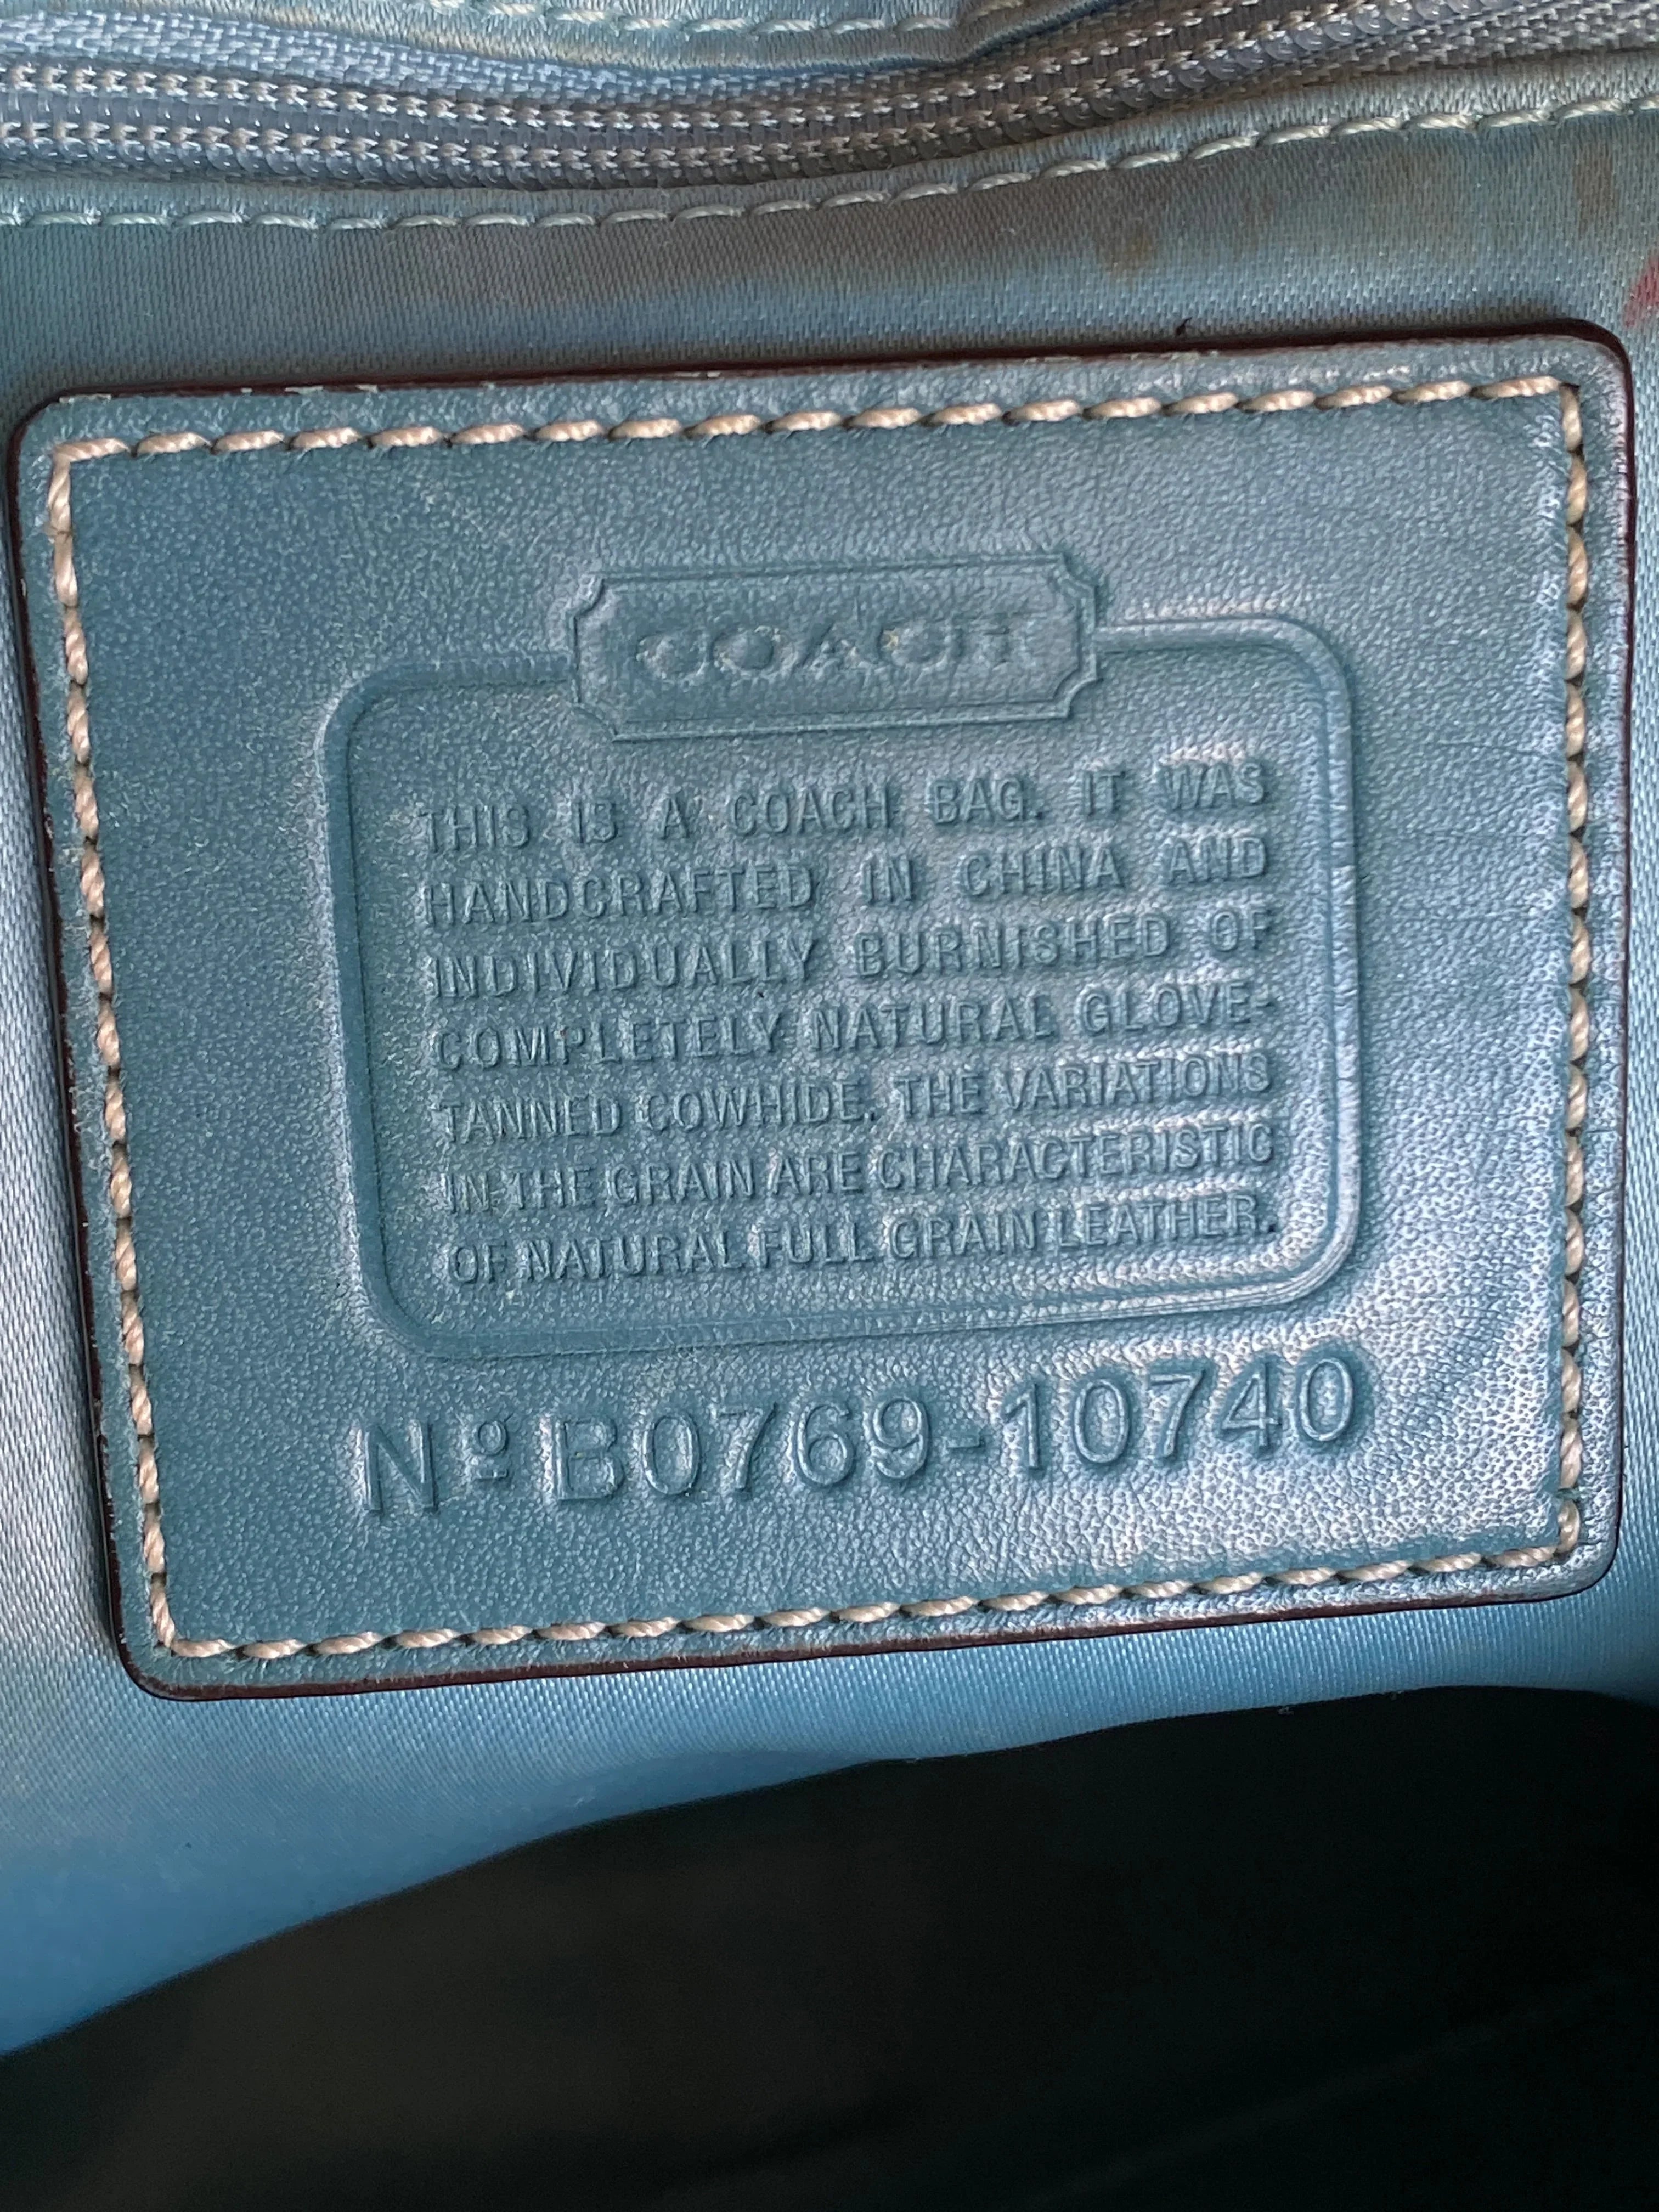 COACH
THIS IS A COACH BAG. IT WAS
HANDCRAFTED IN CHINA AND
INDIVIDUALLY BURNISHED OF
COMPLETELY NATURAL GLOVE-
TANNED COWHIDE. THE VARIATIONS
IN THE GRAIN ARE CHARACTERISTIC
OF NATURAL FULL GRAIN LEATHER.
Nº B0769-10740